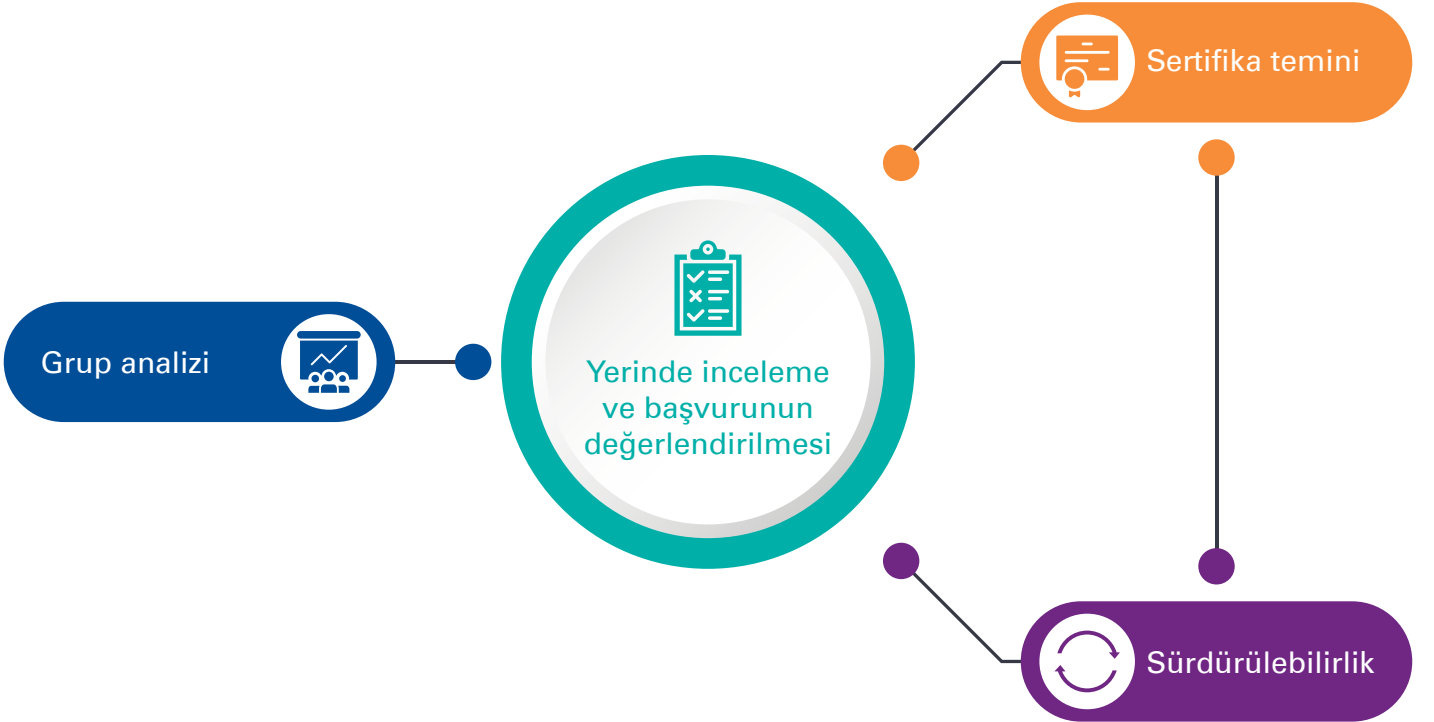 Sertifika temini
Grup analizi
Yerinde inceleme
ve başvurunun
değerlendirilmesi
Sürdürülebilirlik